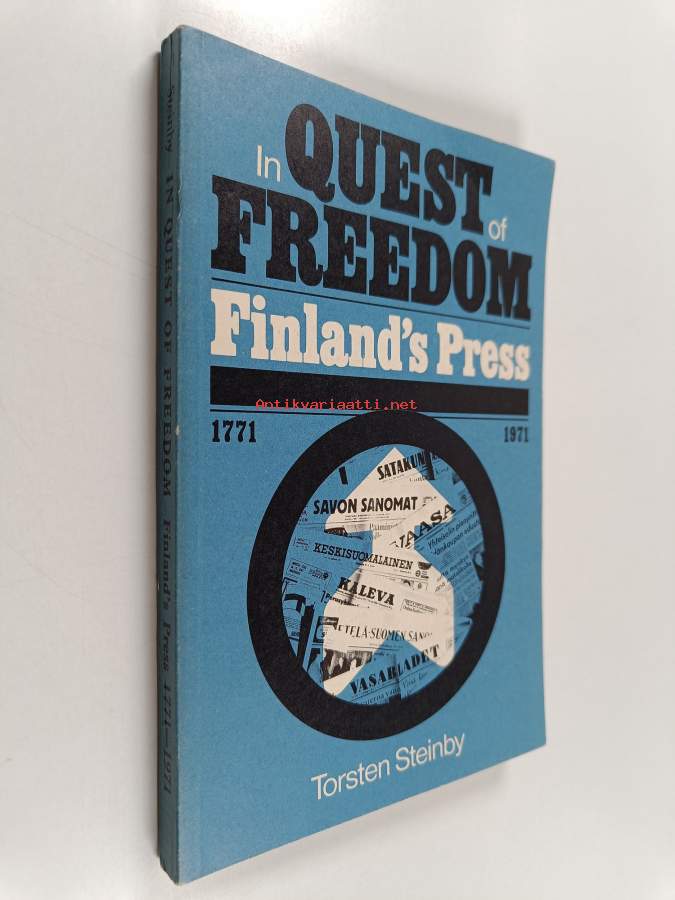 In QUEST of
FREEDOM
Finland's Press
Antikvariaatti.net
1771 1971
SATAKUN
SAVON SANOMAT
VAASA
KESKISUOMALAINEN
KALEVA
ETELÄ-SUOMEN SANO
VASABLADET
Torsten Steinby
Steinby IN QUEST OF FREEDOM Finland's Press 1771–1971